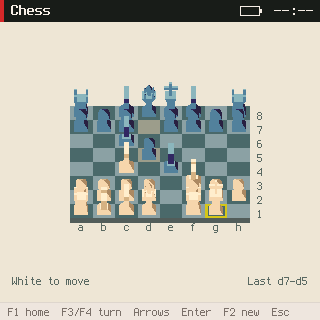 Chess --:--
8
7
6
5
4
3
2
1
a b c d e f g h
White to move Last d7-d5
F1 home F3/F4 turn Arrows Enter F2 new Esc